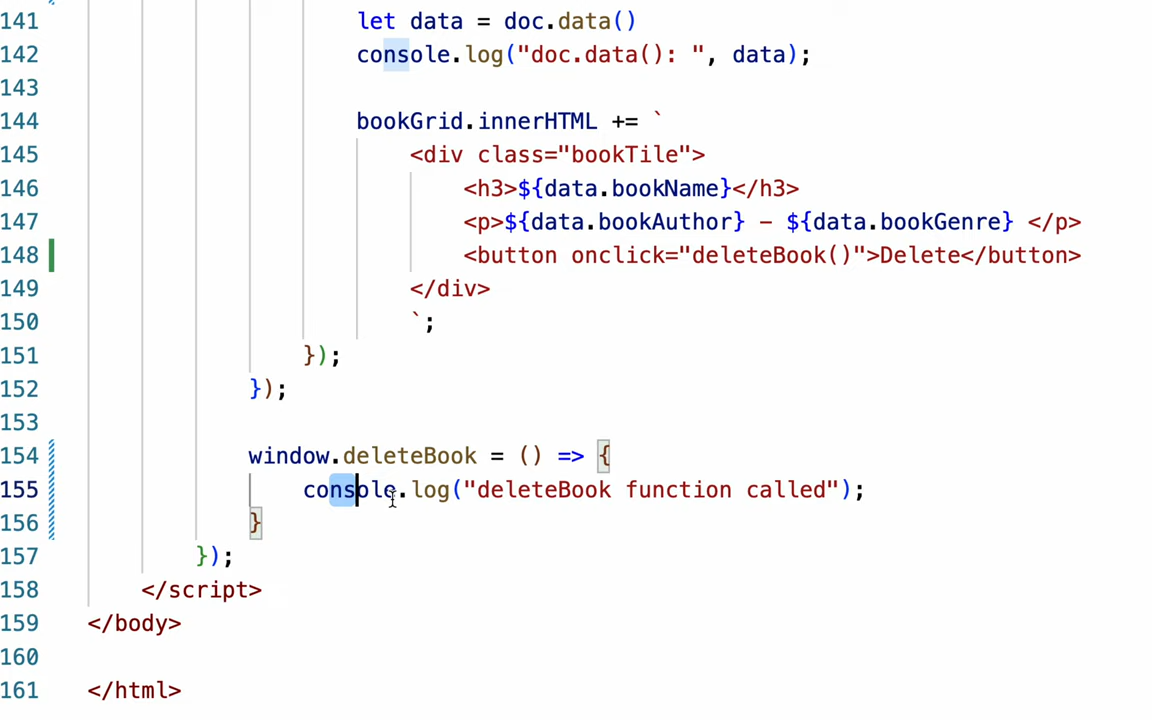 141 let data = doc.data()
142 console.log("doc.data(): ", data);
143
144 bookGrid.innerHTML += `
145 <div class="bookTile">
146 <h3>${data.bookName}</h3>
147 <p>${data.bookAuthor} - ${data.bookGenre} </p>
148 <button onclick="deleteBook()">Delete</button>
149 </div>
150 `;
151 });
152 });
153
154 window.deleteBook = () => {
155 console.log("deleteBook function called");
156 }
157 });
158 </script>
159 </body>
160
161 </html>